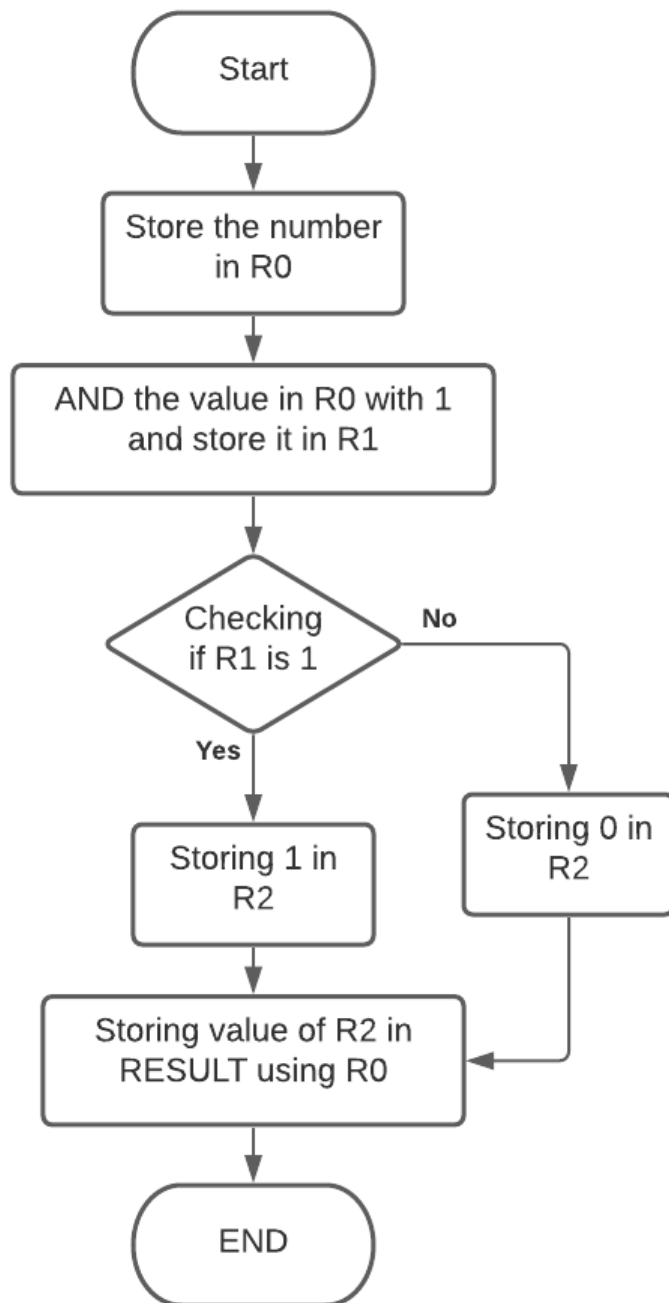 Start
Store the number
in R0
AND the value in R0 with 1
and store it in R1
Checking
if R1 is 1
No
Yes
Storing 1 in
R2
Storing 0 in
R2
Storing value of R2 in
RESULT using R0
END